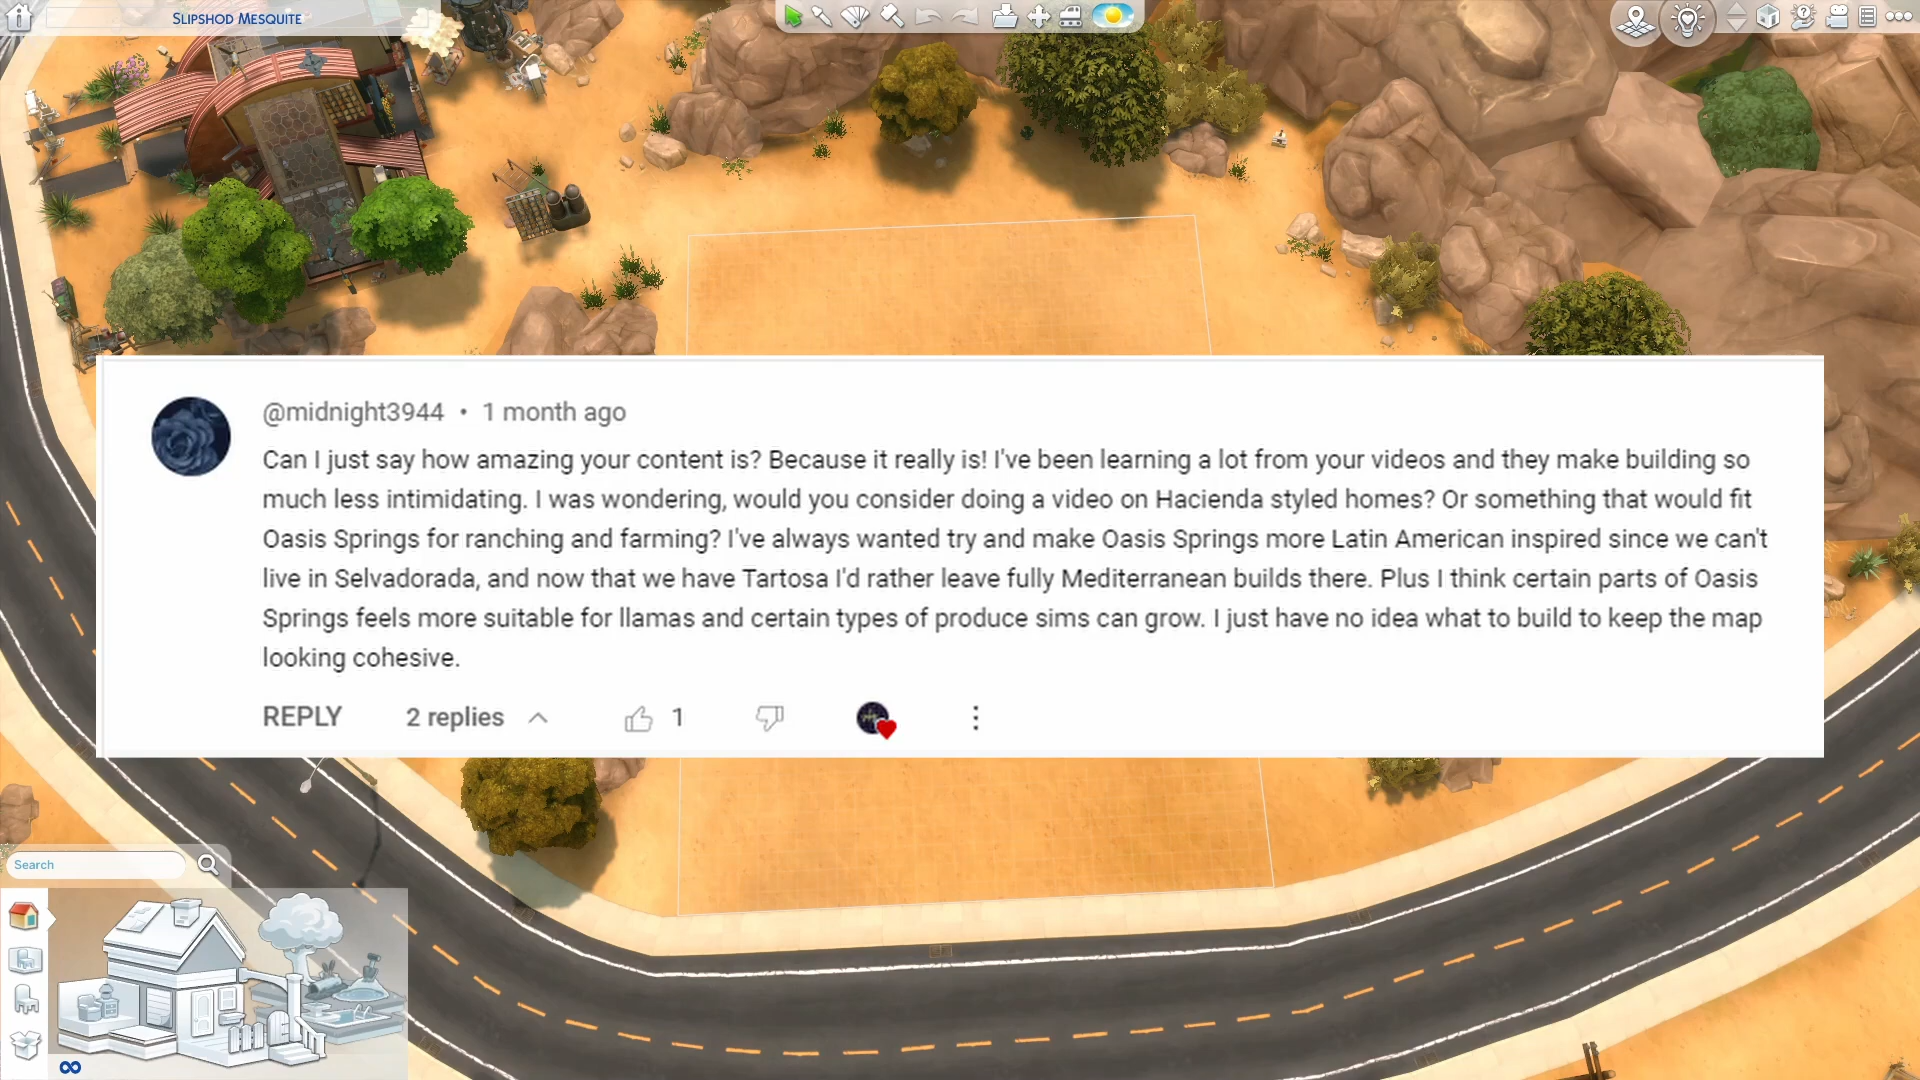 Slipshod Mesquite
@midnight3944 • 1 month ago
Can I just say how amazing your content is? Because it really is! I've been learning a lot from your videos and they make building so
much less intimidating. I was wondering, would you consider doing a video on Hacienda styled homes? Or something that would fit
Oasis Springs for ranching and farming? I've always wanted try and make Oasis Springs more Latin American inspired since we can't
live in Selvadorada, and now that we have Tartosa I'd rather leave fully Mediterranean builds there. Plus I think certain parts of Oasis
Springs feels more suitable for llamas and certain types of produce sims can grow. I just have no idea what to build to keep the map
looking cohesive.
REPLY 2 replies 1
Search